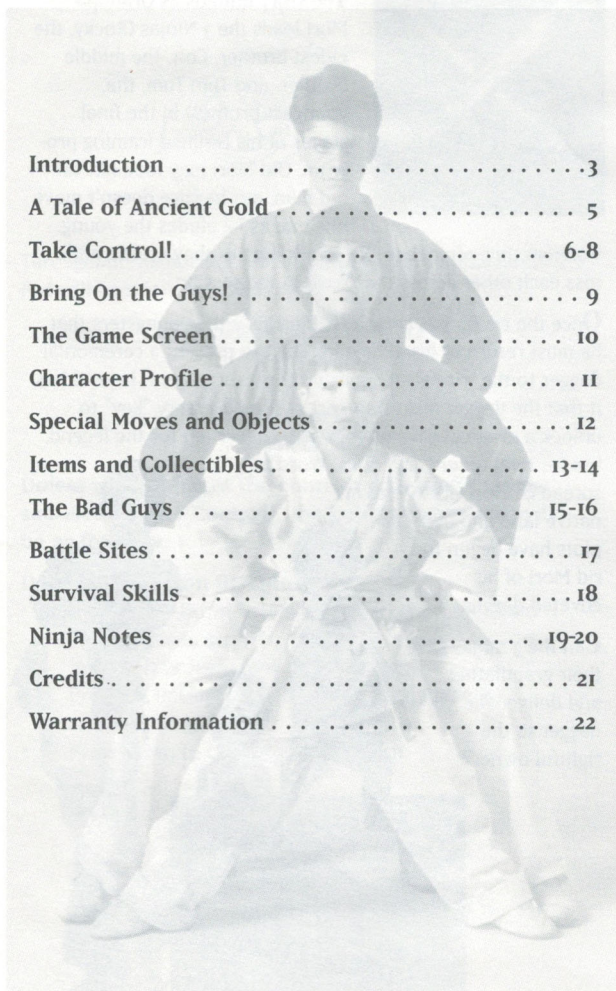 Introduction . . . . . . . . . . . . . . . . . . . . . . . . . .3
A Tale of Ancient Gold . . . . . . . . . . . . . . . . . . . 5
Take Control! . . . . . . . . . . . . . . . . . . . . . . . 6-8
Bring On the Guys! . . . . . . . . . . . . . . . . . . . . . 9
The Game Screen . . . . . . . . . . . . . . . . . . . . . . 10
Character Profile . . . . . . . . . . . . . . . . . . . . . . 11
Special Moves and Objects . . . . . . . . . . . . . . . . 12
Items and Collectibles . . . . . . . . . . . . . . . . . 13-14
The Bad Guys . . . . . . . . . . . . . . . . . . . . . . 15-16
Battle Sites . . . . . . . . . . . . . . . . . . . . . . . . . 17
Survival Skills . . . . . . . . . . . . . . . . . . . . . . . . 18
Ninja Notes . . . . . . . . . . . . . . . . . . . . . . .19-20
Credits . . . . . . . . . . . . . . . . . . . . . . . . . . . 21
Warranty Information . . . . . . . . . . . . . . . . . . . 22